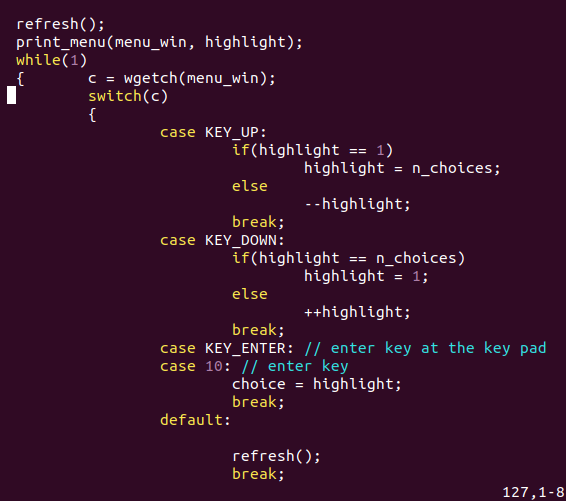 refresh();
print_menu(menu_win, highlight);
while(1)
{       c = wgetch(menu_win);
        switch(c)
        {
                case KEY_UP:
                        if(highlight == 1)
                                highlight = n_choices;
                        else
                                --highlight;
                        break;
                case KEY_DOWN:
                        if(highlight == n_choices)
                                highlight = 1;
                        else
                                ++highlight;
                        break;
                case KEY_ENTER: // enter key at the key pad
                case 10: // enter key
                        choice = highlight;
                        break;
                default:

                        refresh();
                        break;
127,1-8